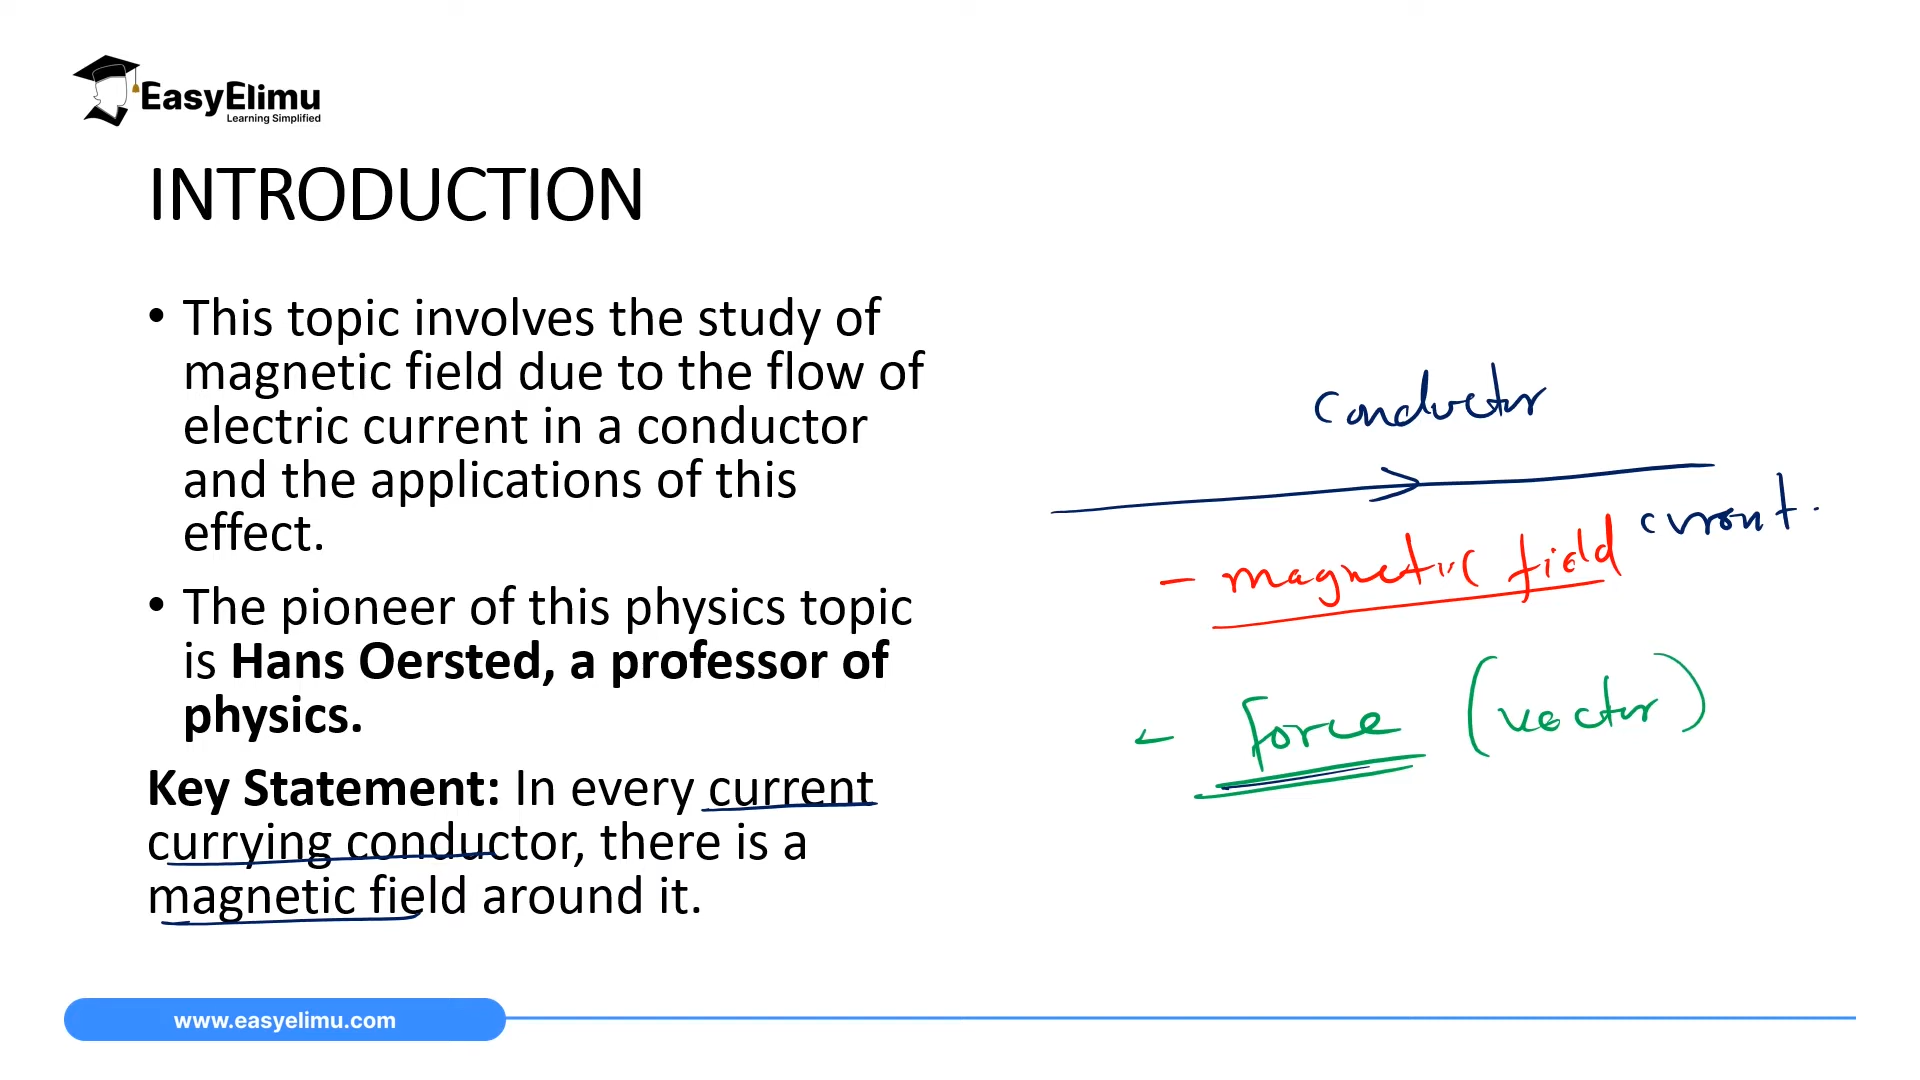 EasyElimu
Learning Simplified
INTRODUCTION
• This topic involves the study of
magnetic field due to the flow of
electric current in a conductor
and the applications of this
effect.
• The pioneer of this physics topic
is Hans Oersted, a professor of
physics.
Key Statement: In every current
currying conductor, there is a
magnetic field around it.
conductor
current.
- magnetic field
- Force (vector)
www.easyelimu.com